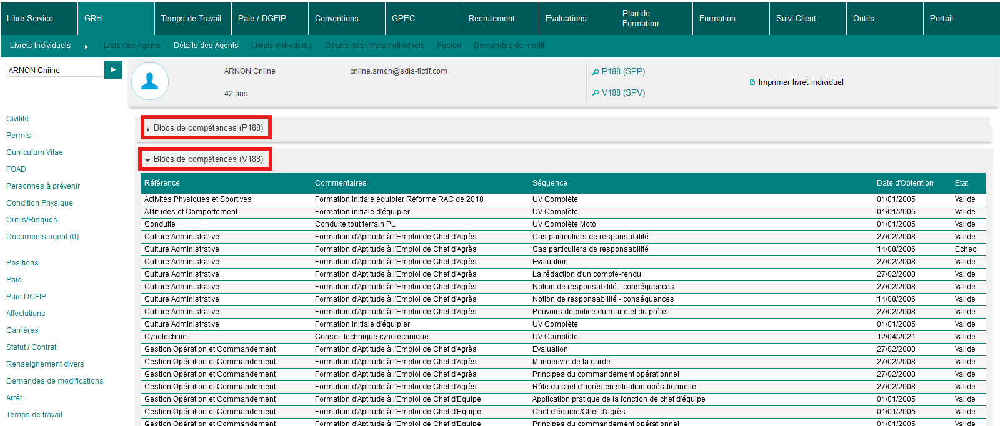 Libre-Service GRH Temps de Travail Paie / DGFIP Conventions GPEC Recrutement Evaluations Plan de Formation Formation Suivi Client Outils Portail
Livrets Individuels Liste des Agents Détails des Agents Livrets individuels Détails des livrets individuels Fusion Demandes de modif.
ARNON Cniine
ARNON Cniine cniine.arnon@sdis-fictif.com P188 (SPP)
Imprimer livret individuel
42 ans V188 (SPV)
Civilité
Permis
Curriculum Vitae
FOAD
Personnes à prévenir
Condition Physique
Outils/Risques
Documents agent (0)
Positions
Paie
Paie DGFIP
Affectations
Carrières
Statut / Contrat
Renseignement divers
Demandes de modifications
Arrêt
Temps de travail
Blocs de compétences (P188)
Blocs de compétences (V188)
Référence Commentaires Séquence Date d'Obtention Etat
Activités Physiques et Sportives Formation initiale équipier Réforme RAC de 2018 UV Complète 01/01/2005 Valide
ATtitudes et Comportement Formation initiale d'équipier UV Complète 01/01/2005 Valide
Conduite Conduite tout terrain PL UV Complète Moto 01/01/2005 Valide
Culture Administrative Formation d'Aptitude à l'Emploi de Chef d'Agrès Cas particuliers de responsabilité 27/02/2008 Valide
Culture Administrative Formation d'Aptitude à l'Emploi de Chef d'Agrès Cas particuliers de responsabilité 14/08/2006 Echec
Culture Administrative Formation d'Aptitude à l'Emploi de Chef d'Agrès Evaluation 27/02/2008 Valide
Culture Administrative Formation d'Aptitude à l'Emploi de Chef d'Agrès La rédaction d'un compte-rendu 27/02/2008 Valide
Culture Administrative Formation d'Aptitude à l'Emploi de Chef d'Agrès Notion de responsabilité - conséquences 27/02/2008 Valide
Culture Administrative Formation d'Aptitude à l'Emploi de Chef d'Agrès Notion de responsabilité - conséquences 14/08/2006 Valide
Culture Administrative Formation d'Aptitude à l'Emploi de Chef d'Agrès Pouvoirs de police du maire et du préfet 27/02/2008 Valide
Culture Administrative Formation initiale d'équipier UV Complète 01/01/2005 Valide
Cynotechnie Conseil technique cynotechnique UV Complète 12/04/2021 Valide
Gestion Opération et Commandement Formation d'Aptitude à l'Emploi de Chef d'Agrès Evaluation 27/02/2008 Valide
Gestion Opération et Commandement Formation d'Aptitude à l'Emploi de Chef d'Agrès Manoeuvre de la garde 27/02/2008 Valide
Gestion Opération et Commandement Formation d'Aptitude à l'Emploi de Chef d'Agrès Principes du commandement opérationnel 27/02/2008 Valide
Gestion Opération et Commandement Formation d'Aptitude à l'Emploi de Chef d'Agrès Rôle du chef d'agrès en situation opérationnelle 27/02/2008 Valide
Gestion Opération et Commandement Formation d'Aptitude à l'Emploi de Chef d'Equipe Application pratique de la fonction de chef d'équipe 01/01/2005 Valide
Gestion Opération et Commandement Formation d'Aptitude à l'Emploi de Chef d'Equipe Chef d'équipe/Chef d'agrès 01/01/2005 Valide
Gestion Opération et Commandement Formation d'Aptitude à l'Emploi de Chef d'Equipe Principes du commandement opérationnel 01/01/2005 Valide